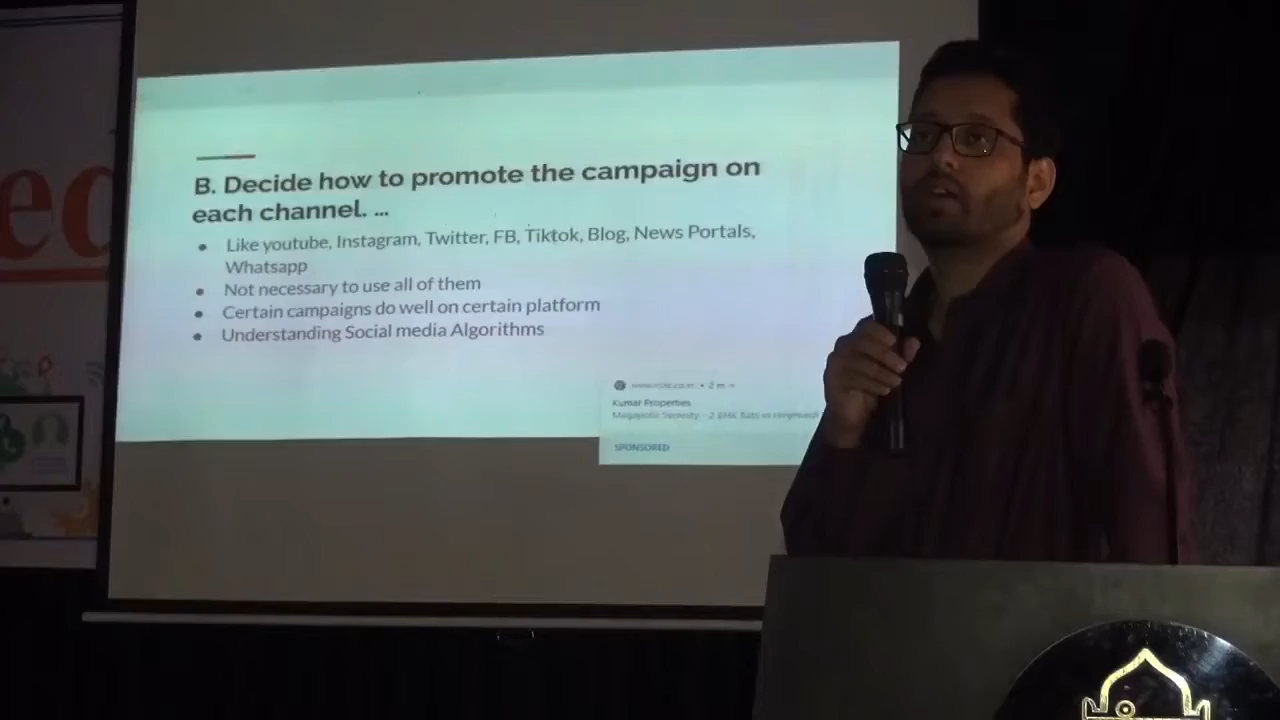 ed
B. Decide how to promote the campaign on
each channel. ...
● Like youtube, Instagram, Twitter, FB, Tiktok, Blog, News Portals,
Whatsapp
● Not necessary to use all of them
● Certain campaigns do well on certain platform
● Understanding Social media Algorithms
• 2 m
Kumar Properties
SPONSORED